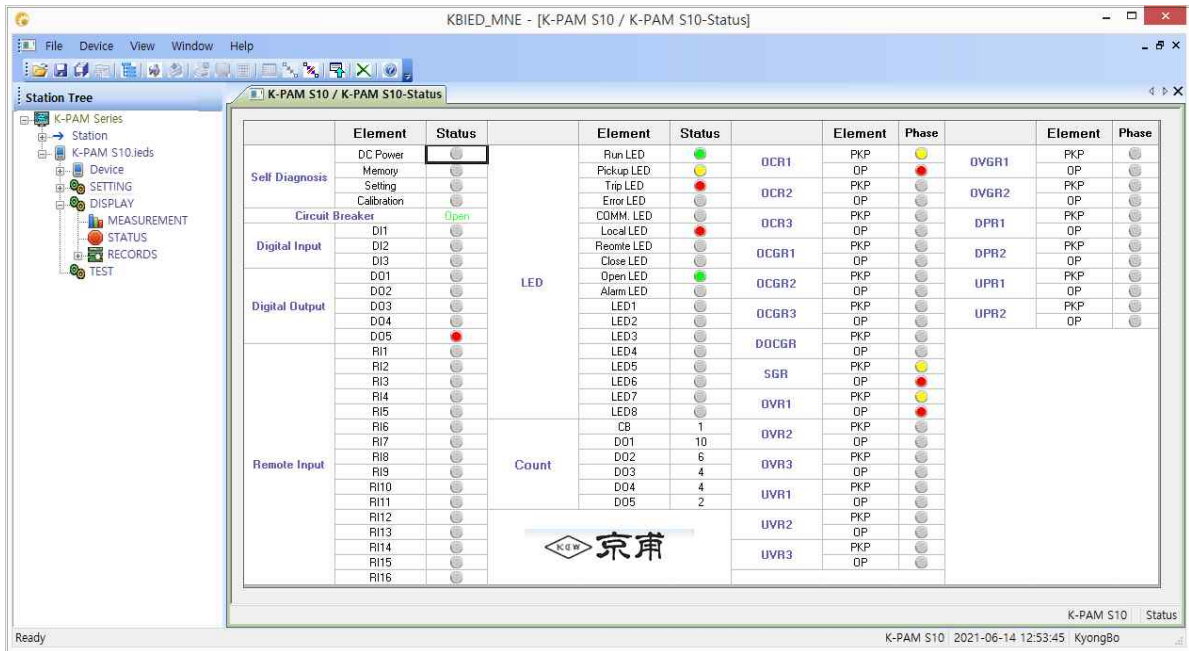 KBIED_MNE - [K-PAM S10 / K-PAM S10-Status]
File Device View Window Help
Station Tree
K-PAM S10 / K-PAM S10-Status
K-PAM Series
Station
K-PAM S10.ieds
Device
SETTING
DISPLAY
MEASUREMENT
STATUS
RECORDS
TEST
Element Status Element Status Element Phase Element Phase
Self Diagnosis
DC Power
Memory
Setting
Calibration
Circuit Breaker Open
Digital Input
DI1
DI2
DI3
Digital Output
DO1
DO2
DO3
DO4
DO5
Remote Input
RI1
RI2
RI3
RI4
RI5
RI6
RI7
RI8
RI9
RI10
RI11
RI12
RI13
RI14
RI15
RI16
LED
Run LED
Pickup LED
Trip LED
Error LED
COMM. LED
Local LED
Reomte LED
Close LED
Open LED
Alarm LED
LED1
LED2
LED3
LED4
LED5
LED6
LED7
LED8
Count
CB 1
DO1 10
DO2 6
DO3 4
DO4 4
DO5 2
KBW 京甫
OCR1 PKP
OP
OCR2 PKP
OP
OCR3 PKP
OP
OCGR1 PKP
OP
OCGR2 PKP
OP
OCGR3 PKP
OP
DOCGR PKP
OP
SGR PKP
OP
OVR1 PKP
OP
OVR2 PKP
OP
OVR3 PKP
OP
UVR1 PKP
OP
UVR2 PKP
OP
UVR3 PKP
OP
OVGR1 PKP
OP
OVGR2 PKP
OP
DPR1 PKP
OP
DPR2 PKP
OP
UPR1 PKP
OP
UPR2 PKP
OP
K-PAM S10 Status
Ready K-PAM S10 2021-06-14 12:53:45 KyongBo